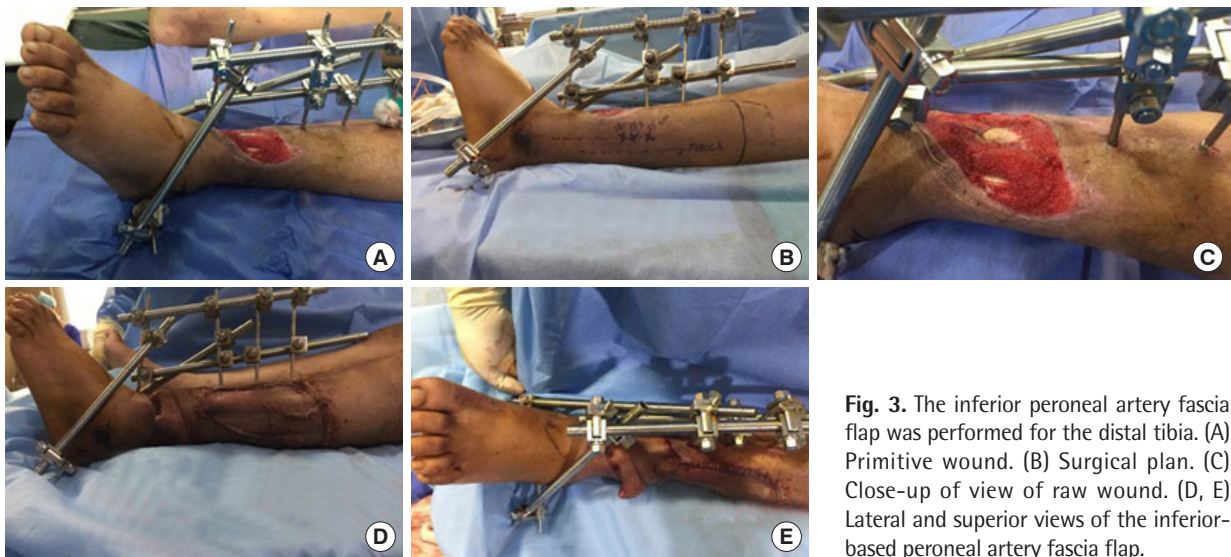 A
B
C
D
E
Fig. 3. The inferior peroneal artery fascia
flap was performed for the distal tibia. (A)
Primitive wound. (B) Surgical plan. (C)
Close-up of view of raw wound. (D, E)
Lateral and superior views of the inferior-
based peroneal artery fascia flap.